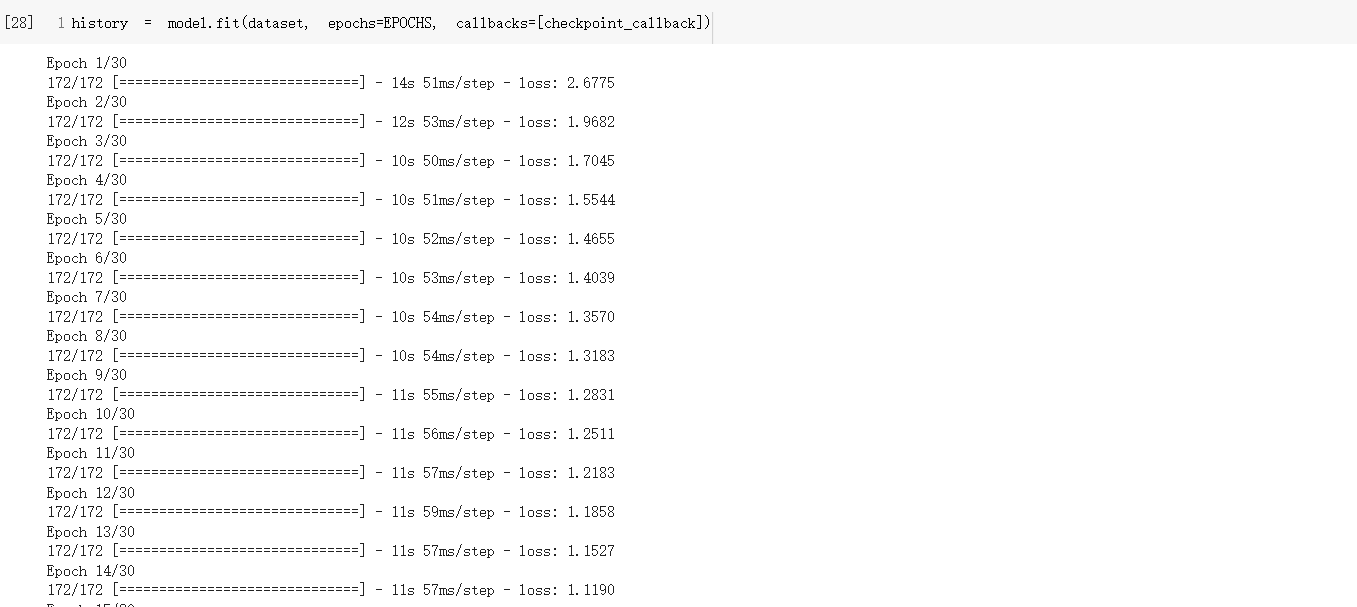 [28] 1 history = model.fit(dataset, epochs=EPOCHS, callbacks=[checkpoint_callback])
Epoch 1/30
172/172 [==============================] - 14s 51ms/step - loss: 2.6775
Epoch 2/30
172/172 [==============================] - 12s 53ms/step - loss: 1.9682
Epoch 3/30
172/172 [==============================] - 10s 50ms/step - loss: 1.7045
Epoch 4/30
172/172 [==============================] - 10s 51ms/step - loss: 1.5544
Epoch 5/30
172/172 [==============================] - 10s 52ms/step - loss: 1.4655
Epoch 6/30
172/172 [==============================] - 10s 53ms/step - loss: 1.4039
Epoch 7/30
172/172 [==============================] - 10s 54ms/step - loss: 1.3570
Epoch 8/30
172/172 [==============================] - 10s 54ms/step - loss: 1.3183
Epoch 9/30
172/172 [==============================] - 11s 55ms/step - loss: 1.2831
Epoch 10/30
172/172 [==============================] - 11s 56ms/step - loss: 1.2511
Epoch 11/30
172/172 [==============================] - 11s 57ms/step - loss: 1.2183
Epoch 12/30
172/172 [==============================] - 11s 59ms/step - loss: 1.1858
Epoch 13/30
172/172 [==============================] - 11s 57ms/step - loss: 1.1527
Epoch 14/30
172/172 [==============================] - 11s 57ms/step - loss: 1.1190
Epoch 15/30